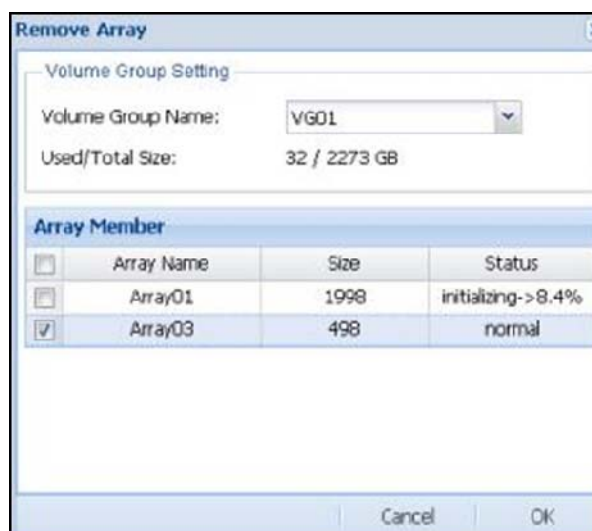 Remove Array
Volume Group Setting
Volume Group Name: VG01
Used/Total Size: 32 / 2273 GB
Array Member
Array Name Size Status
Array01 1998 initializing->8.4%
Array03 498 normal
Cancel OK